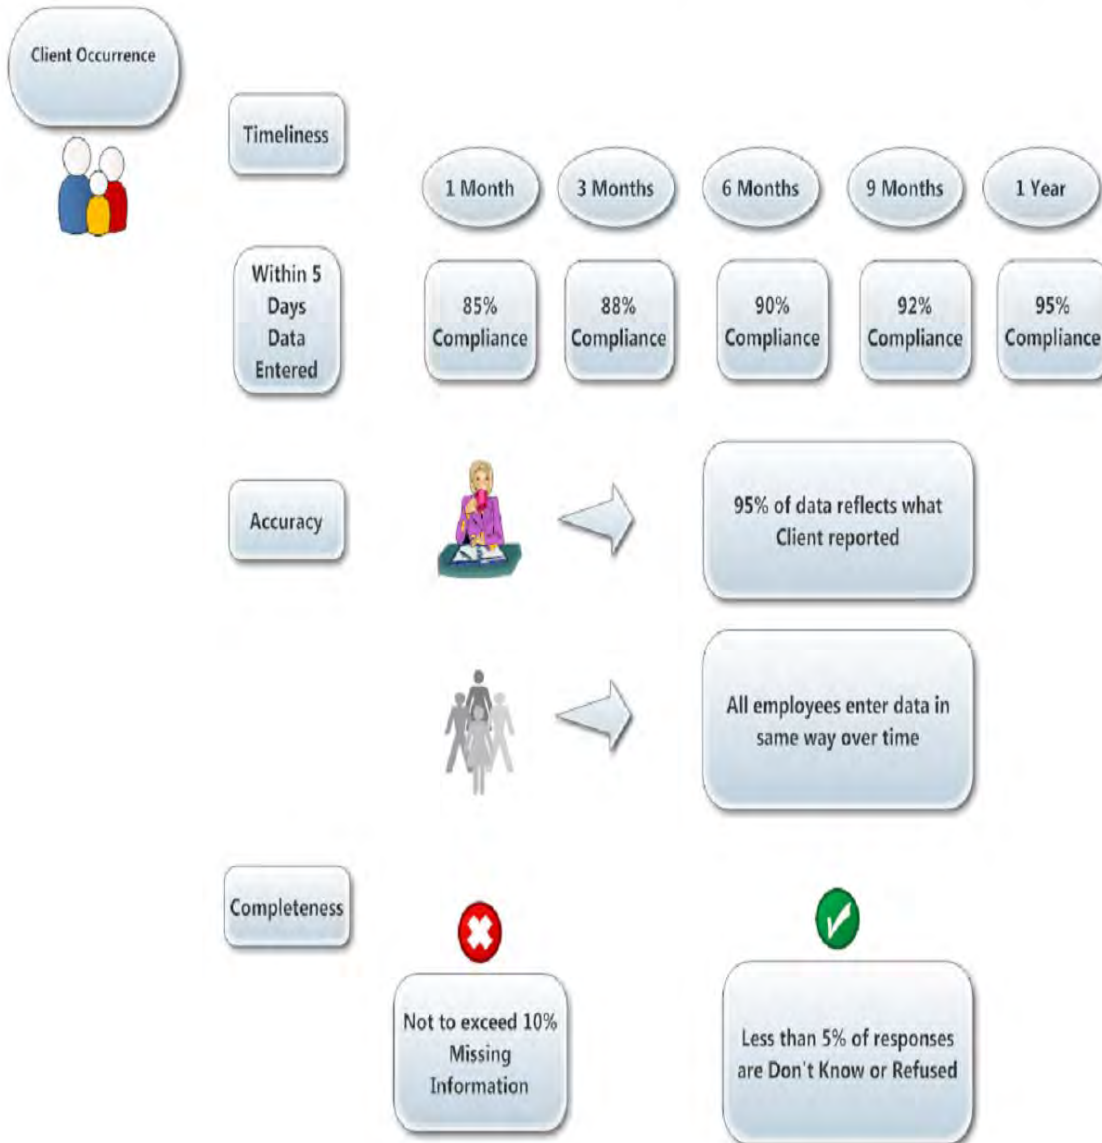 Client Occurrence
Timeliness
1 Month
3 Months
6 Months
9 Months
1 Year
Within 5
Days
Data
Entered
85%
Compliance
88%
Compliance
90%
Compliance
92%
Compliance
95%
Compliance
Accuracy
95% of data reflects what
Client reported
All employees enter data in
same way over time
Completeness
Not to exceed 10%
Missing
Information
Less than 5% of responses
are Don't Know or Refused